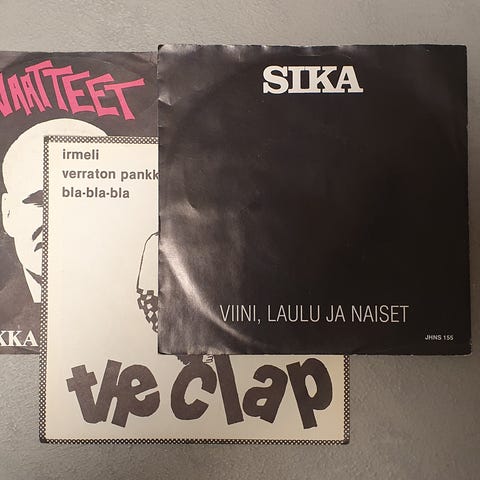 VAATTEET
KKA
irmeli
verraton pankk
bla-bla-bla
the clap
SIKA
VIINI, LAULU JA NAISET
JHNS 155